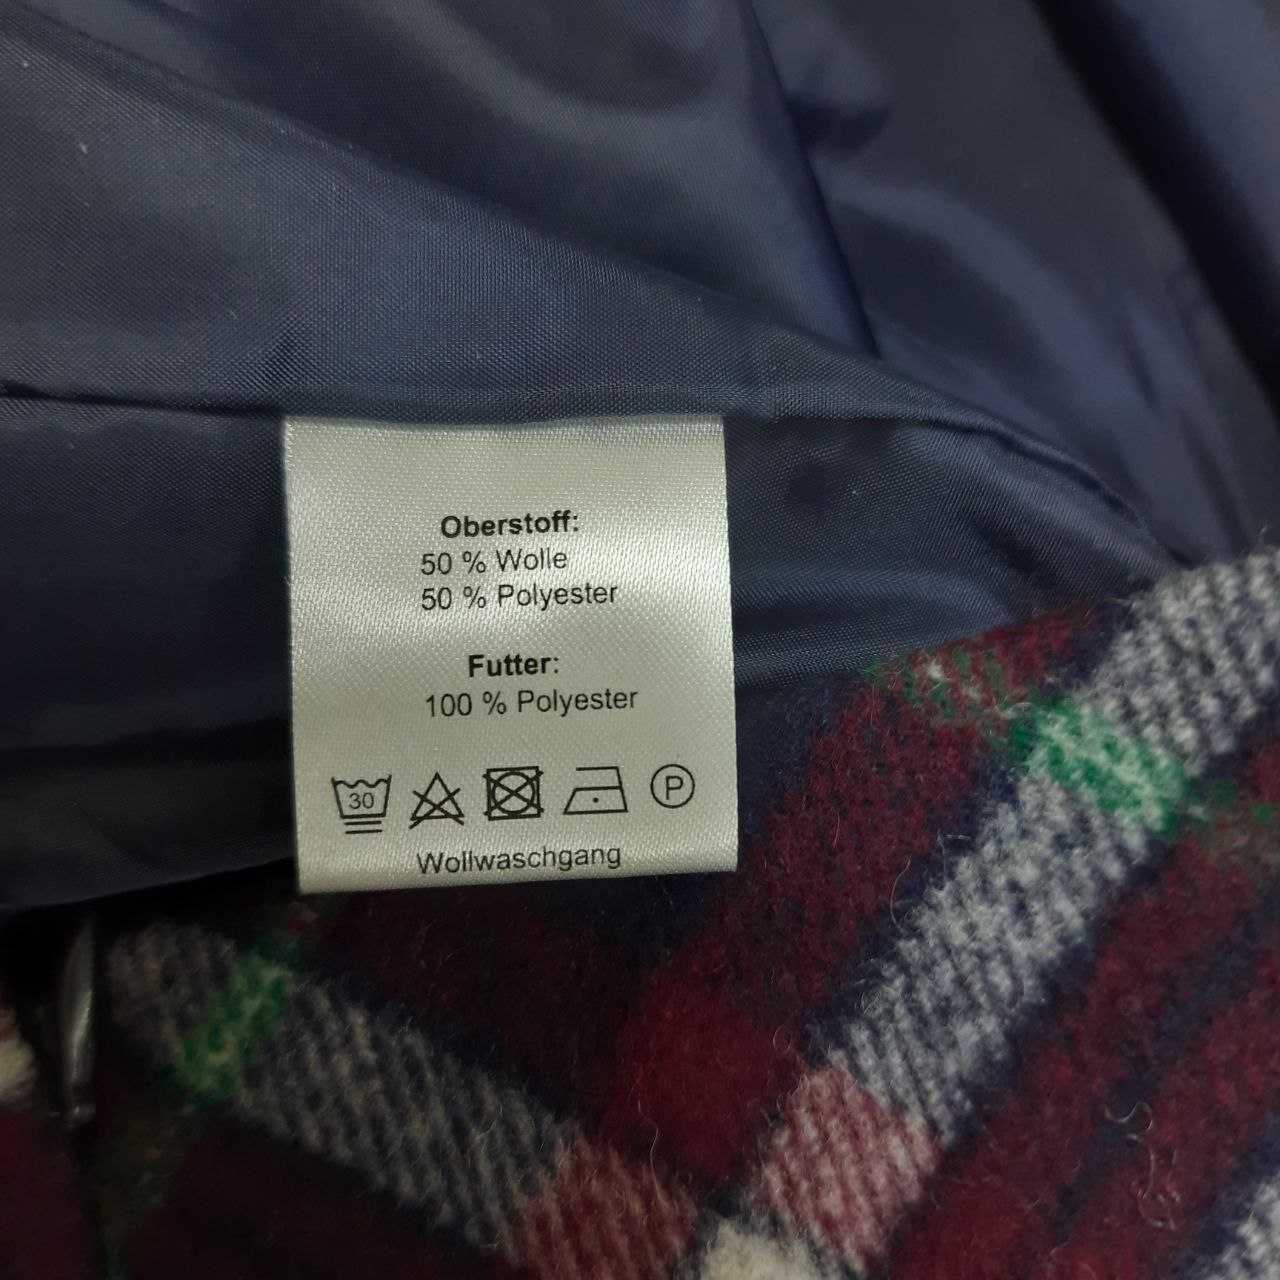 Oberstoff:
50 % Wolle
50 % Polyester
Futter:
100 % Polyester
30 P
Wollwaschgang